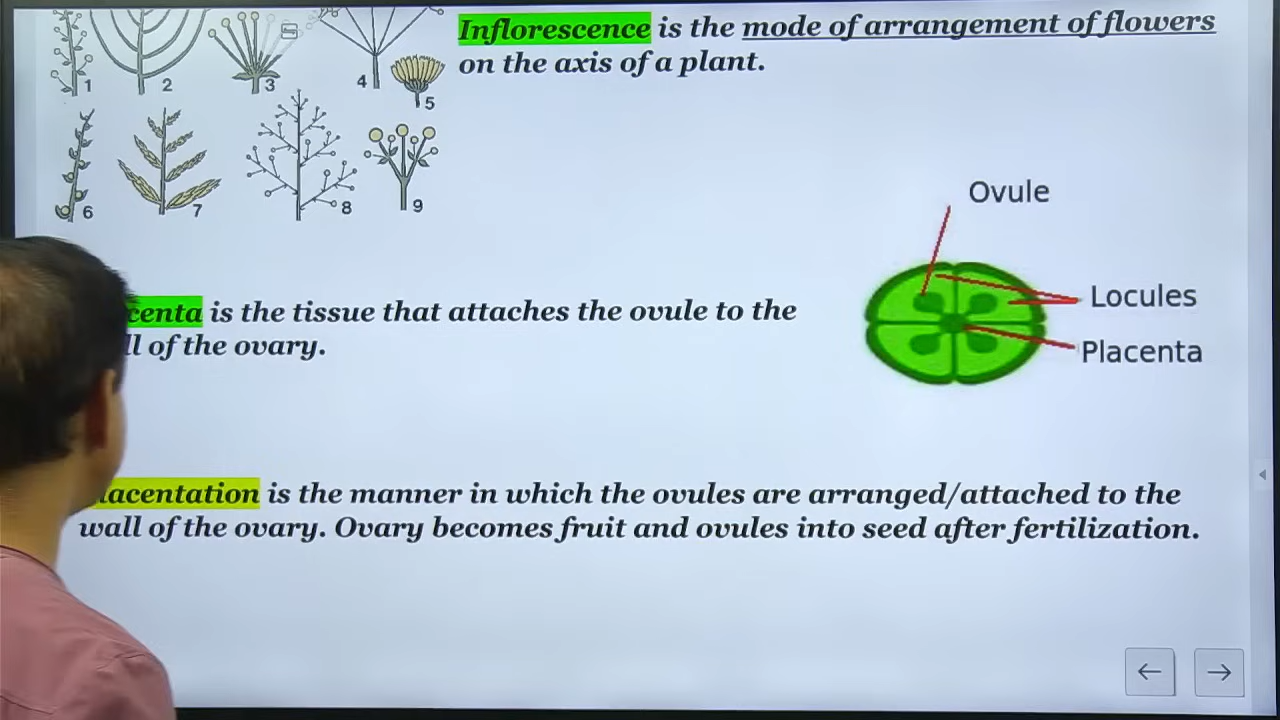 Inflorescence is the mode of arrangement of flowers
on the axis of a plant.
1 2 3 4 5
6 7 8 9
Ovule
Locules
Placenta
centa is the tissue that attaches the ovule to the
ll of the ovary.
lacentation is the manner in which the ovules are arranged/attached to the
wall of the ovary. Ovary becomes fruit and ovules into seed after fertilization.
← →